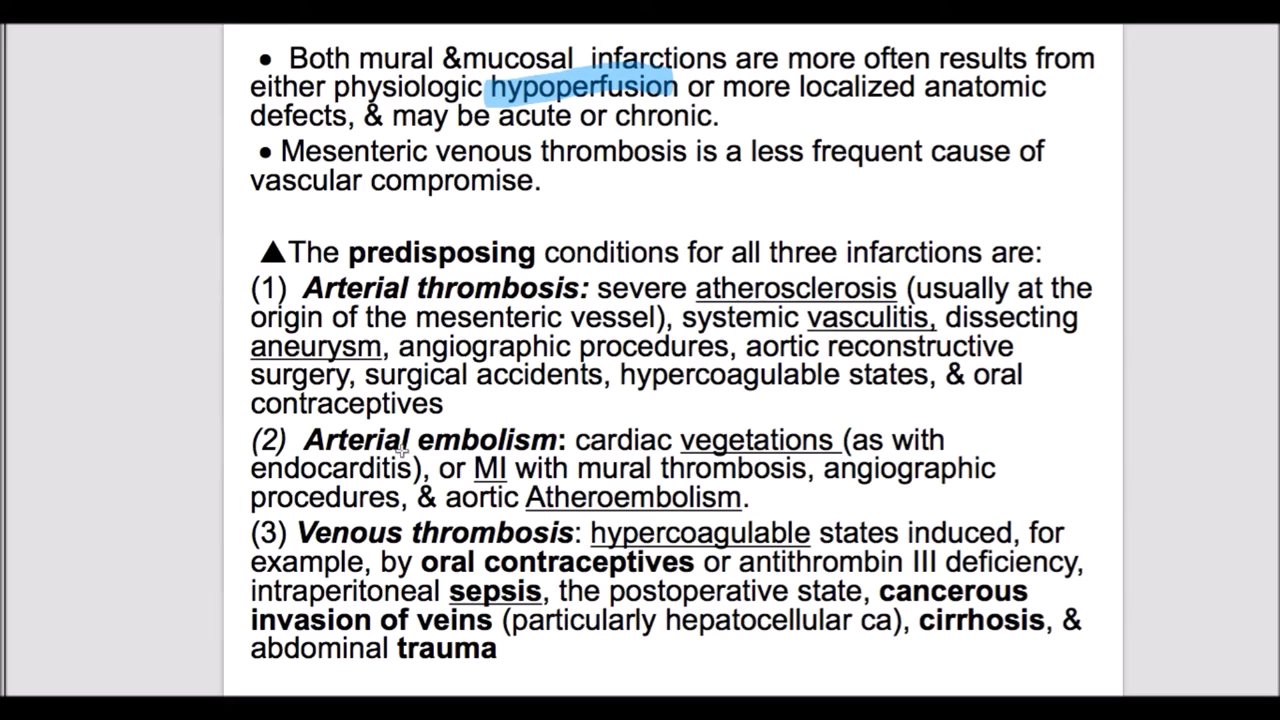 • Both mural &mucosal infarctions are more often results from
either physiologic hypoperfusion or more localized anatomic
defects, & may be acute or chronic.
• Mesenteric venous thrombosis is a less frequent cause of
vascular compromise.
▲The predisposing conditions for all three infarctions are:
(1) Arterial thrombosis: severe atherosclerosis (usually at the
origin of the mesenteric vessel), systemic vasculitis, dissecting
aneurysm, angiographic procedures, aortic reconstructive
surgery, surgical accidents, hypercoagulable states, & oral
contraceptives
(2) Arterial embolism: cardiac vegetations (as with
endocarditis), or MI with mural thrombosis, angiographic
procedures, & aortic Atheroembolism.
(3) Venous thrombosis: hypercoagulable states induced, for
example, by oral contraceptives or antithrombin III deficiency,
intraperitoneal sepsis, the postoperative state, cancerous
invasion of veins (particularly hepatocellular ca), cirrhosis, &
abdominal trauma